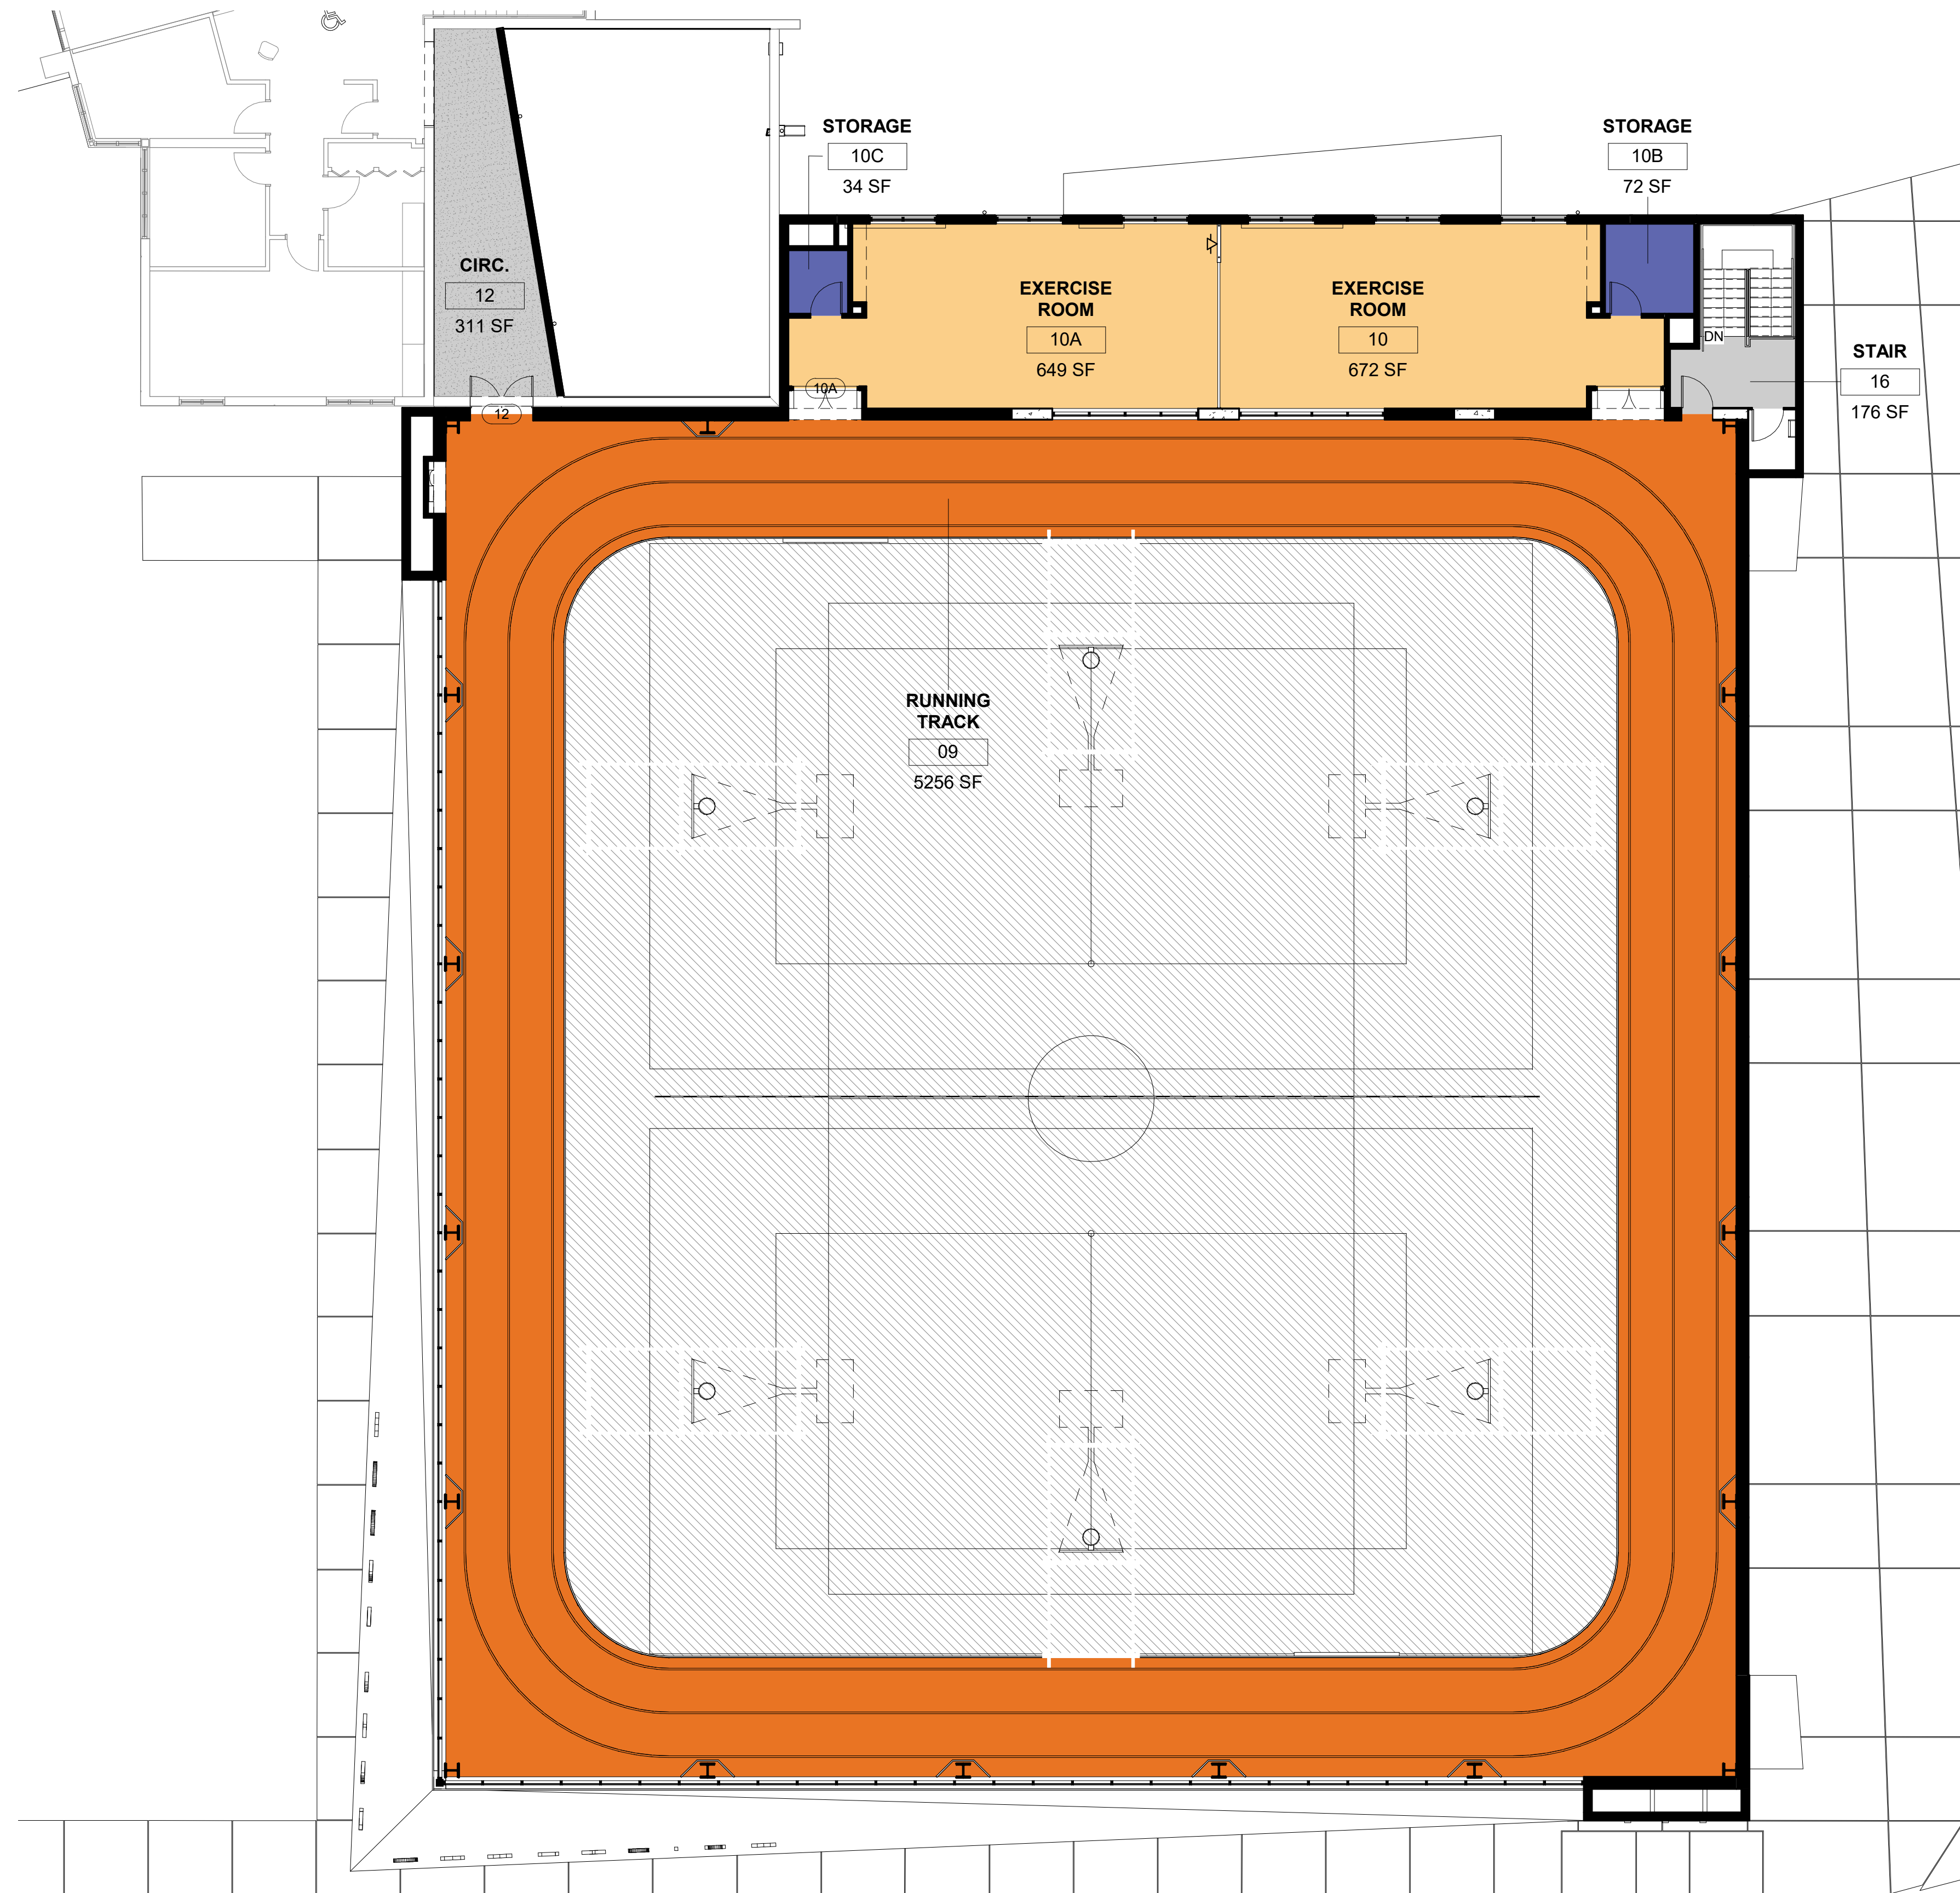 STORAGE
10C
34 SF
STORAGE
10B
72 SF
CIRC.
12
311 SF
EXERCISE
ROOM
10A
649 SF
EXERCISE
ROOM
10
672 SF
DN
STAIR
16
176 SF
10A
12
RUNNING
TRACK
09
5256 SF